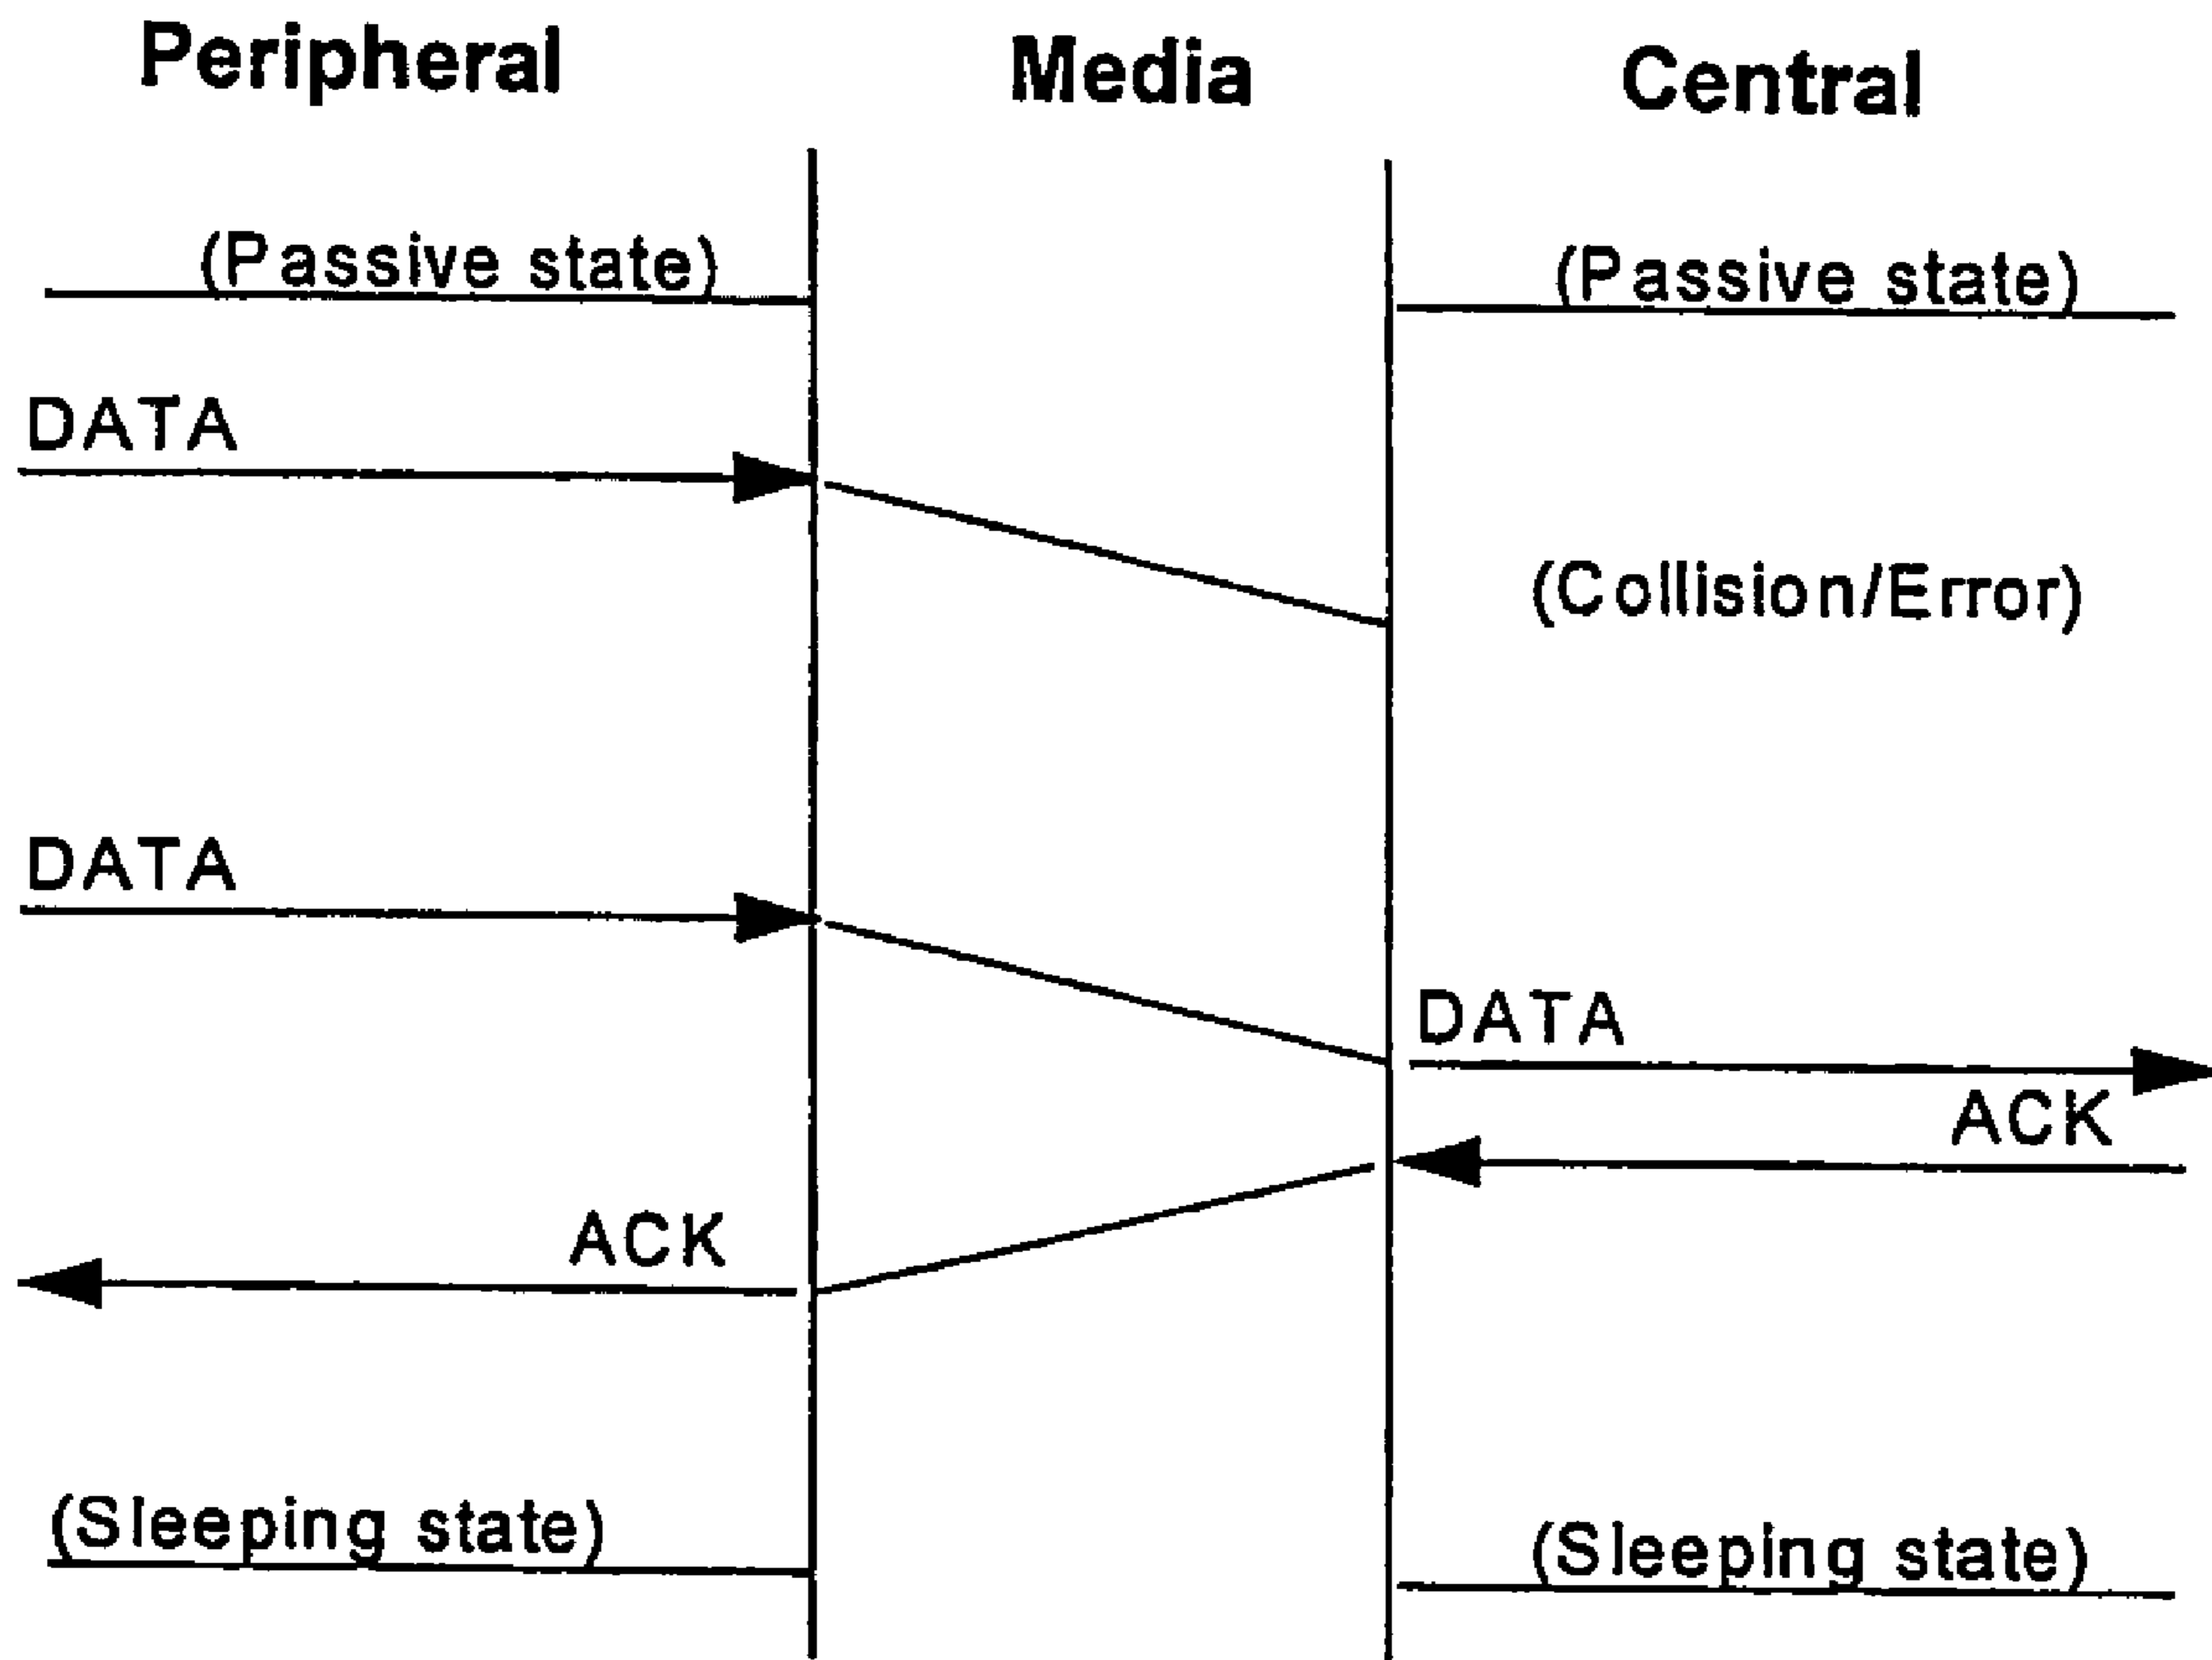 Peripheral
Media
Central
(Passive state)
(Passive state)
DATA
(Collision/Error)
DATA
DATA
ACK
ACK
(Sleeping state)
(Sleeping state)